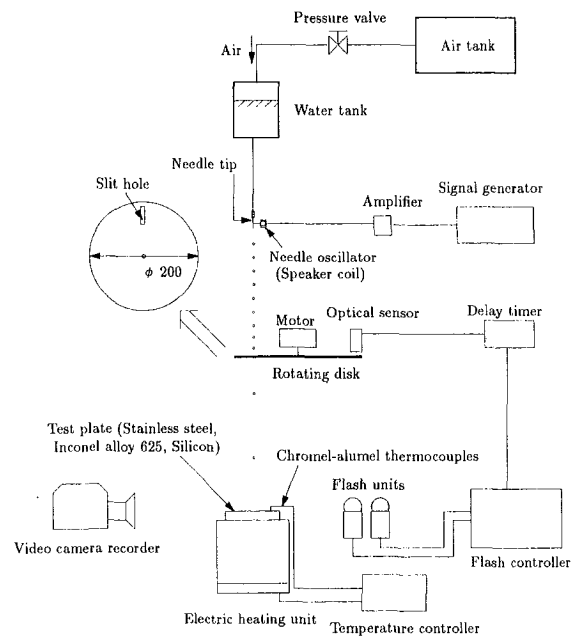 Pressure valve
Air
Air tank
Water tank
Needle tip
Slit hole
Amplifier
Signal generator
Needle oscillator
(Speaker coil)
ϕ 200
Motor
Optical sensor
Delay timer
Rotating disk
Test plate (Stainless steel,
Inconel alloy 625, Silicon)
Chromel-alumel thermocouples
Flash units
Video camera recorder
Flash controller
Electric heating unit
Temperature controller